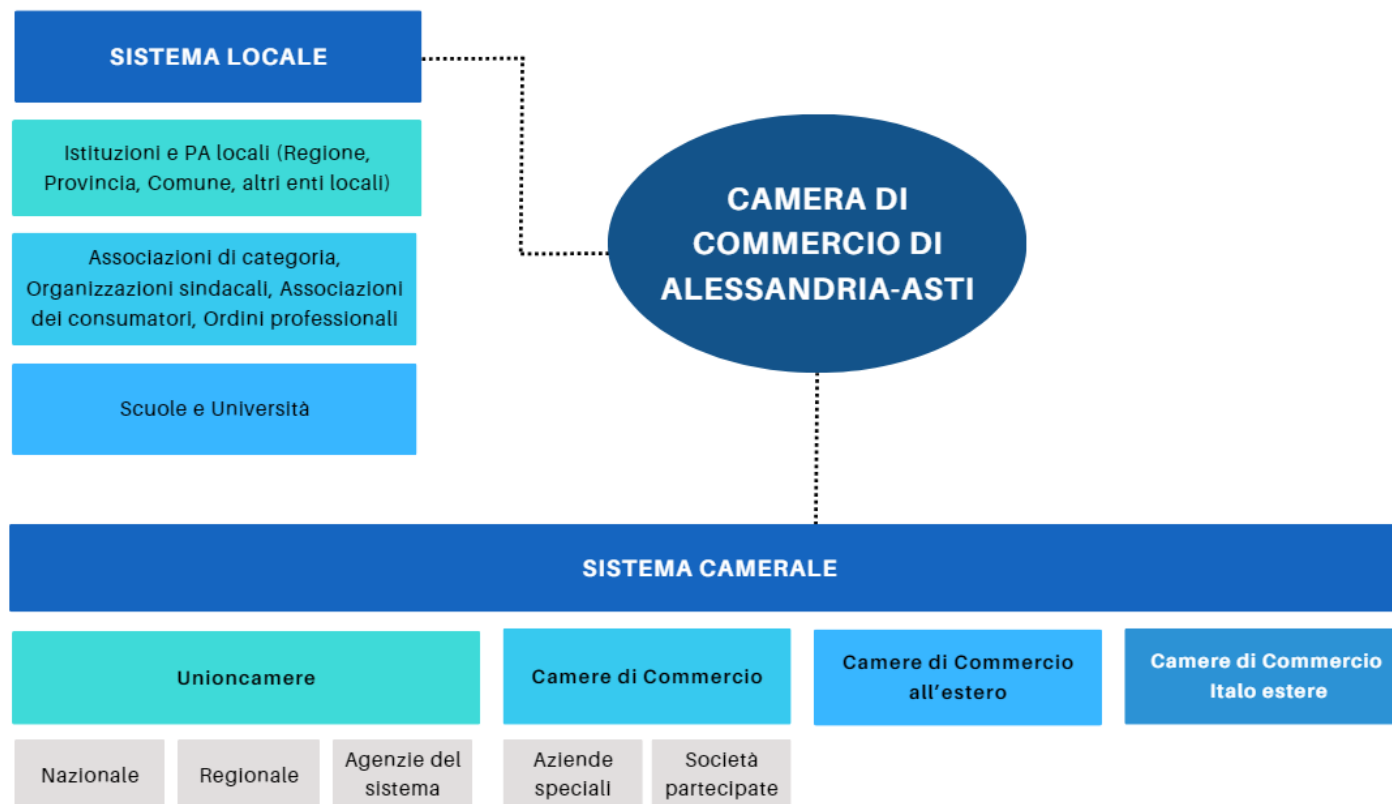 SISTEMA LOCALE
Istituzioni e PA locali (Regione,
Provincia, Comune, altri enti locali)
Associazioni di categoria,
Organizzazioni sindacali, Associazioni
dei consumatori, Ordini professionali
Scuole e Università
CAMERA DI
COMMERCIO DI
ALESSANDRIA-ASTI
SISTEMA CAMERALE
Unioncamere
Nazionale
Regionale
Agenzie del
sistema
Camere di Commercio
Aziende
speciali
Società
partecipate
Camere di Commercio
all'estero
Camere di Commercio
Italo estere